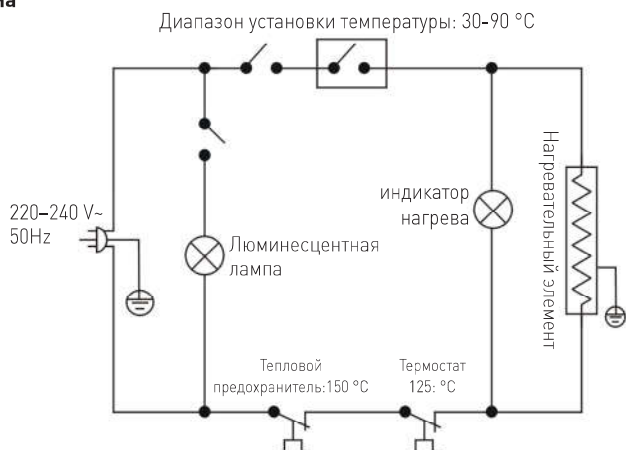 на
Диапазон установки температуры: 30-90 °C
220–240 V~
50Hz
Люминесцентная
лампа
индикатор
нагрева
Нагревательный элемент
Тепловой
предохранитель:150 °C
Термостат
125: °C